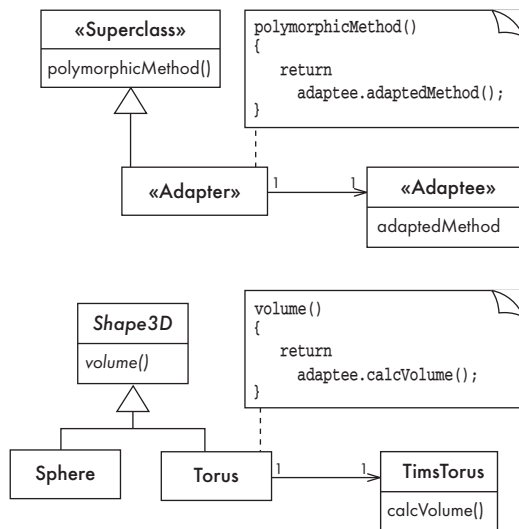 «Superclass»
polymorphicMethod()
polymorphicMethod()
{
return
adaptee.adaptedMethod();
}
«Adapter»
1
1
«Adaptee»
adaptedMethod
Shape3D
volume()
volume()
{
return
adaptee.calcVolume();
}
Sphere
Torus
1
1
TimsTorus
calcVolume()